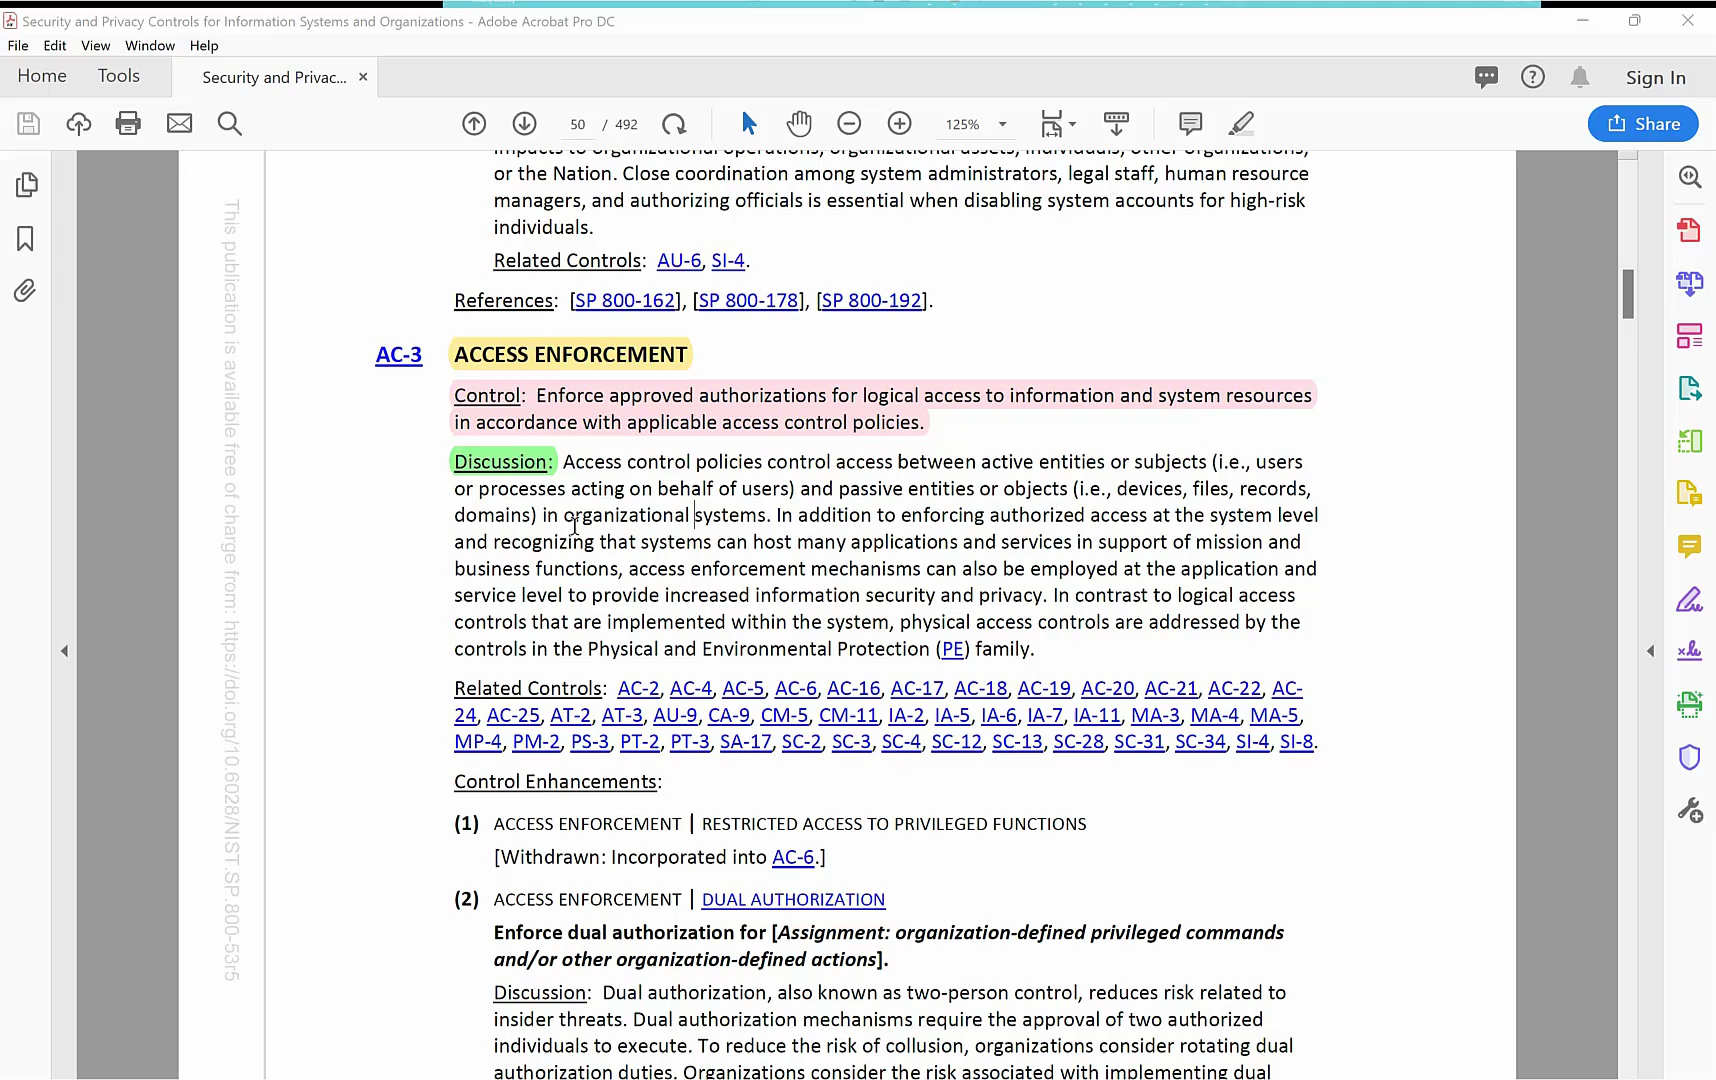 Security and Privacy Controls for Information Systems and Organizations - Adobe Acrobat Pro DC
File Edit View Window Help
Home Tools Security and Privac... × Sign In
50 / 492 125% Share
impacts to organizational operations, organizational assets, individuals, other organizations,
or the Nation. Close coordination among system administrators, legal staff, human resource
managers, and authorizing officials is essential when disabling system accounts for high-risk
individuals.
Related Controls: AU-6, SI-4.
References: [SP 800-162], [SP 800-178], [SP 800-192].
AC-3 ACCESS ENFORCEMENT
Control: Enforce approved authorizations for logical access to information and system resources
in accordance with applicable access control policies.
Discussion: Access control policies control access between active entities or subjects (i.e., users
or processes acting on behalf of users) and passive entities or objects (i.e., devices, files, records,
domains) in organizational systems. In addition to enforcing authorized access at the system level
and recognizing that systems can host many applications and services in support of mission and
business functions, access enforcement mechanisms can also be employed at the application and
service level to provide increased information security and privacy. In contrast to logical access
controls that are implemented within the system, physical access controls are addressed by the
controls in the Physical and Environmental Protection (PE) family.
Related Controls: AC-2, AC-4, AC-5, AC-6, AC-16, AC-17, AC-18, AC-19, AC-20, AC-21, AC-22, AC-
24, AC-25, AT-2, AT-3, AU-9, CA-9, CM-5, CM-11, IA-2, IA-5, IA-6, IA-7, IA-11, MA-3, MA-4, MA-5,
MP-4, PM-2, PS-3, PT-2, PT-3, SA-17, SC-2, SC-3, SC-4, SC-12, SC-13, SC-28, SC-31, SC-34, SI-4, SI-8.
Control Enhancements:
(1) ACCESS ENFORCEMENT | RESTRICTED ACCESS TO PRIVILEGED FUNCTIONS
[Withdrawn: Incorporated into AC-6.]
(2) ACCESS ENFORCEMENT | DUAL AUTHORIZATION
Enforce dual authorization for [Assignment: organization-defined privileged commands
and/or other organization-defined actions].
Discussion: Dual authorization, also known as two-person control, reduces risk related to
insider threats. Dual authorization mechanisms require the approval of two authorized
individuals to execute. To reduce the risk of collusion, organizations consider rotating dual
authorization duties. Organizations consider the risk associated with implementing dual
This publication is available free of charge from: https://doi.org/10.6028/NIST.SP.800-53r5